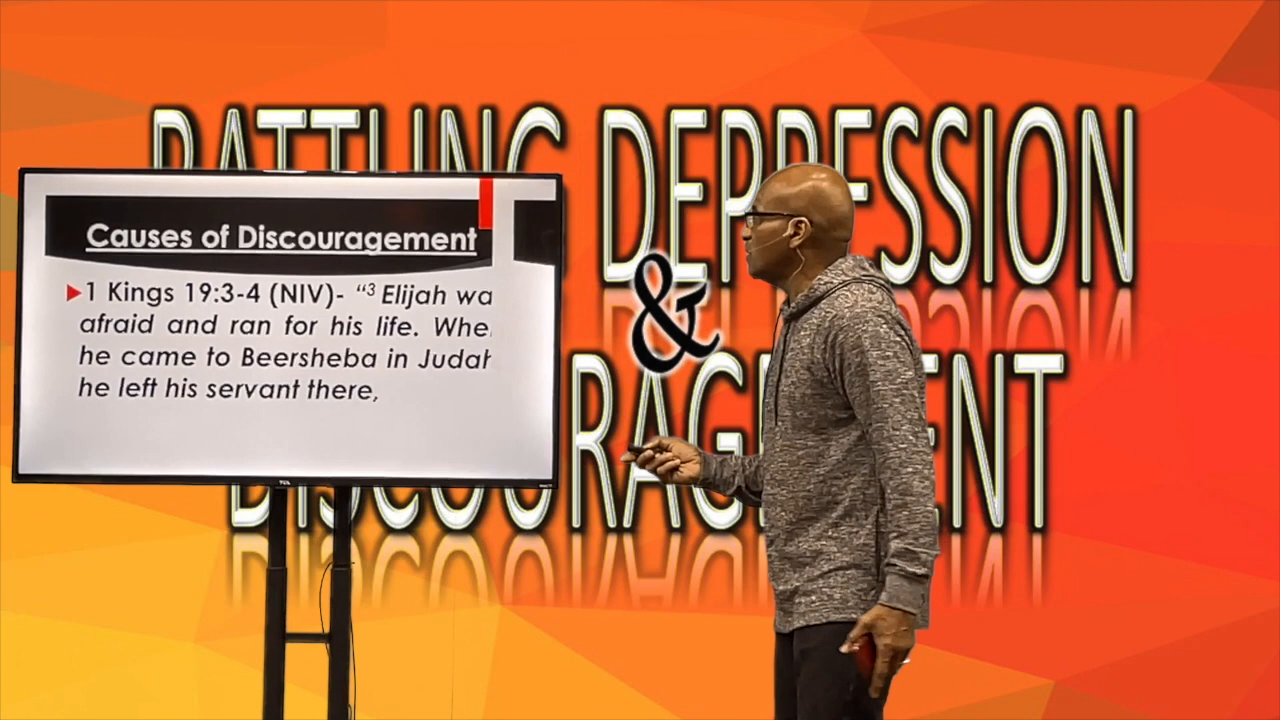 BATTLING DEPRESSION
&
DISCOURAGEMENT
Causes of Discouragement
1 Kings 19:3-4 (NIV)- “3 Elijah wa
afraid and ran for his life. Whe
he came to Beersheba in Judah
he left his servant there,
TCL